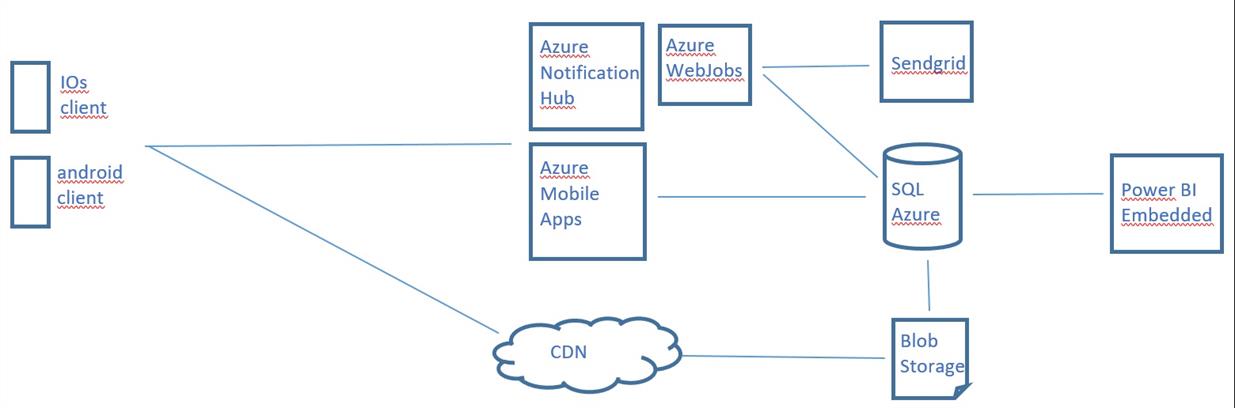 IOs
client
android
client
Azure
Notification
Hub
Azure
WebJobs
Sendgrid
Azure
Mobile
Apps
SQL
Azure
Power BI
Embedded
CDN
Blob
Storage